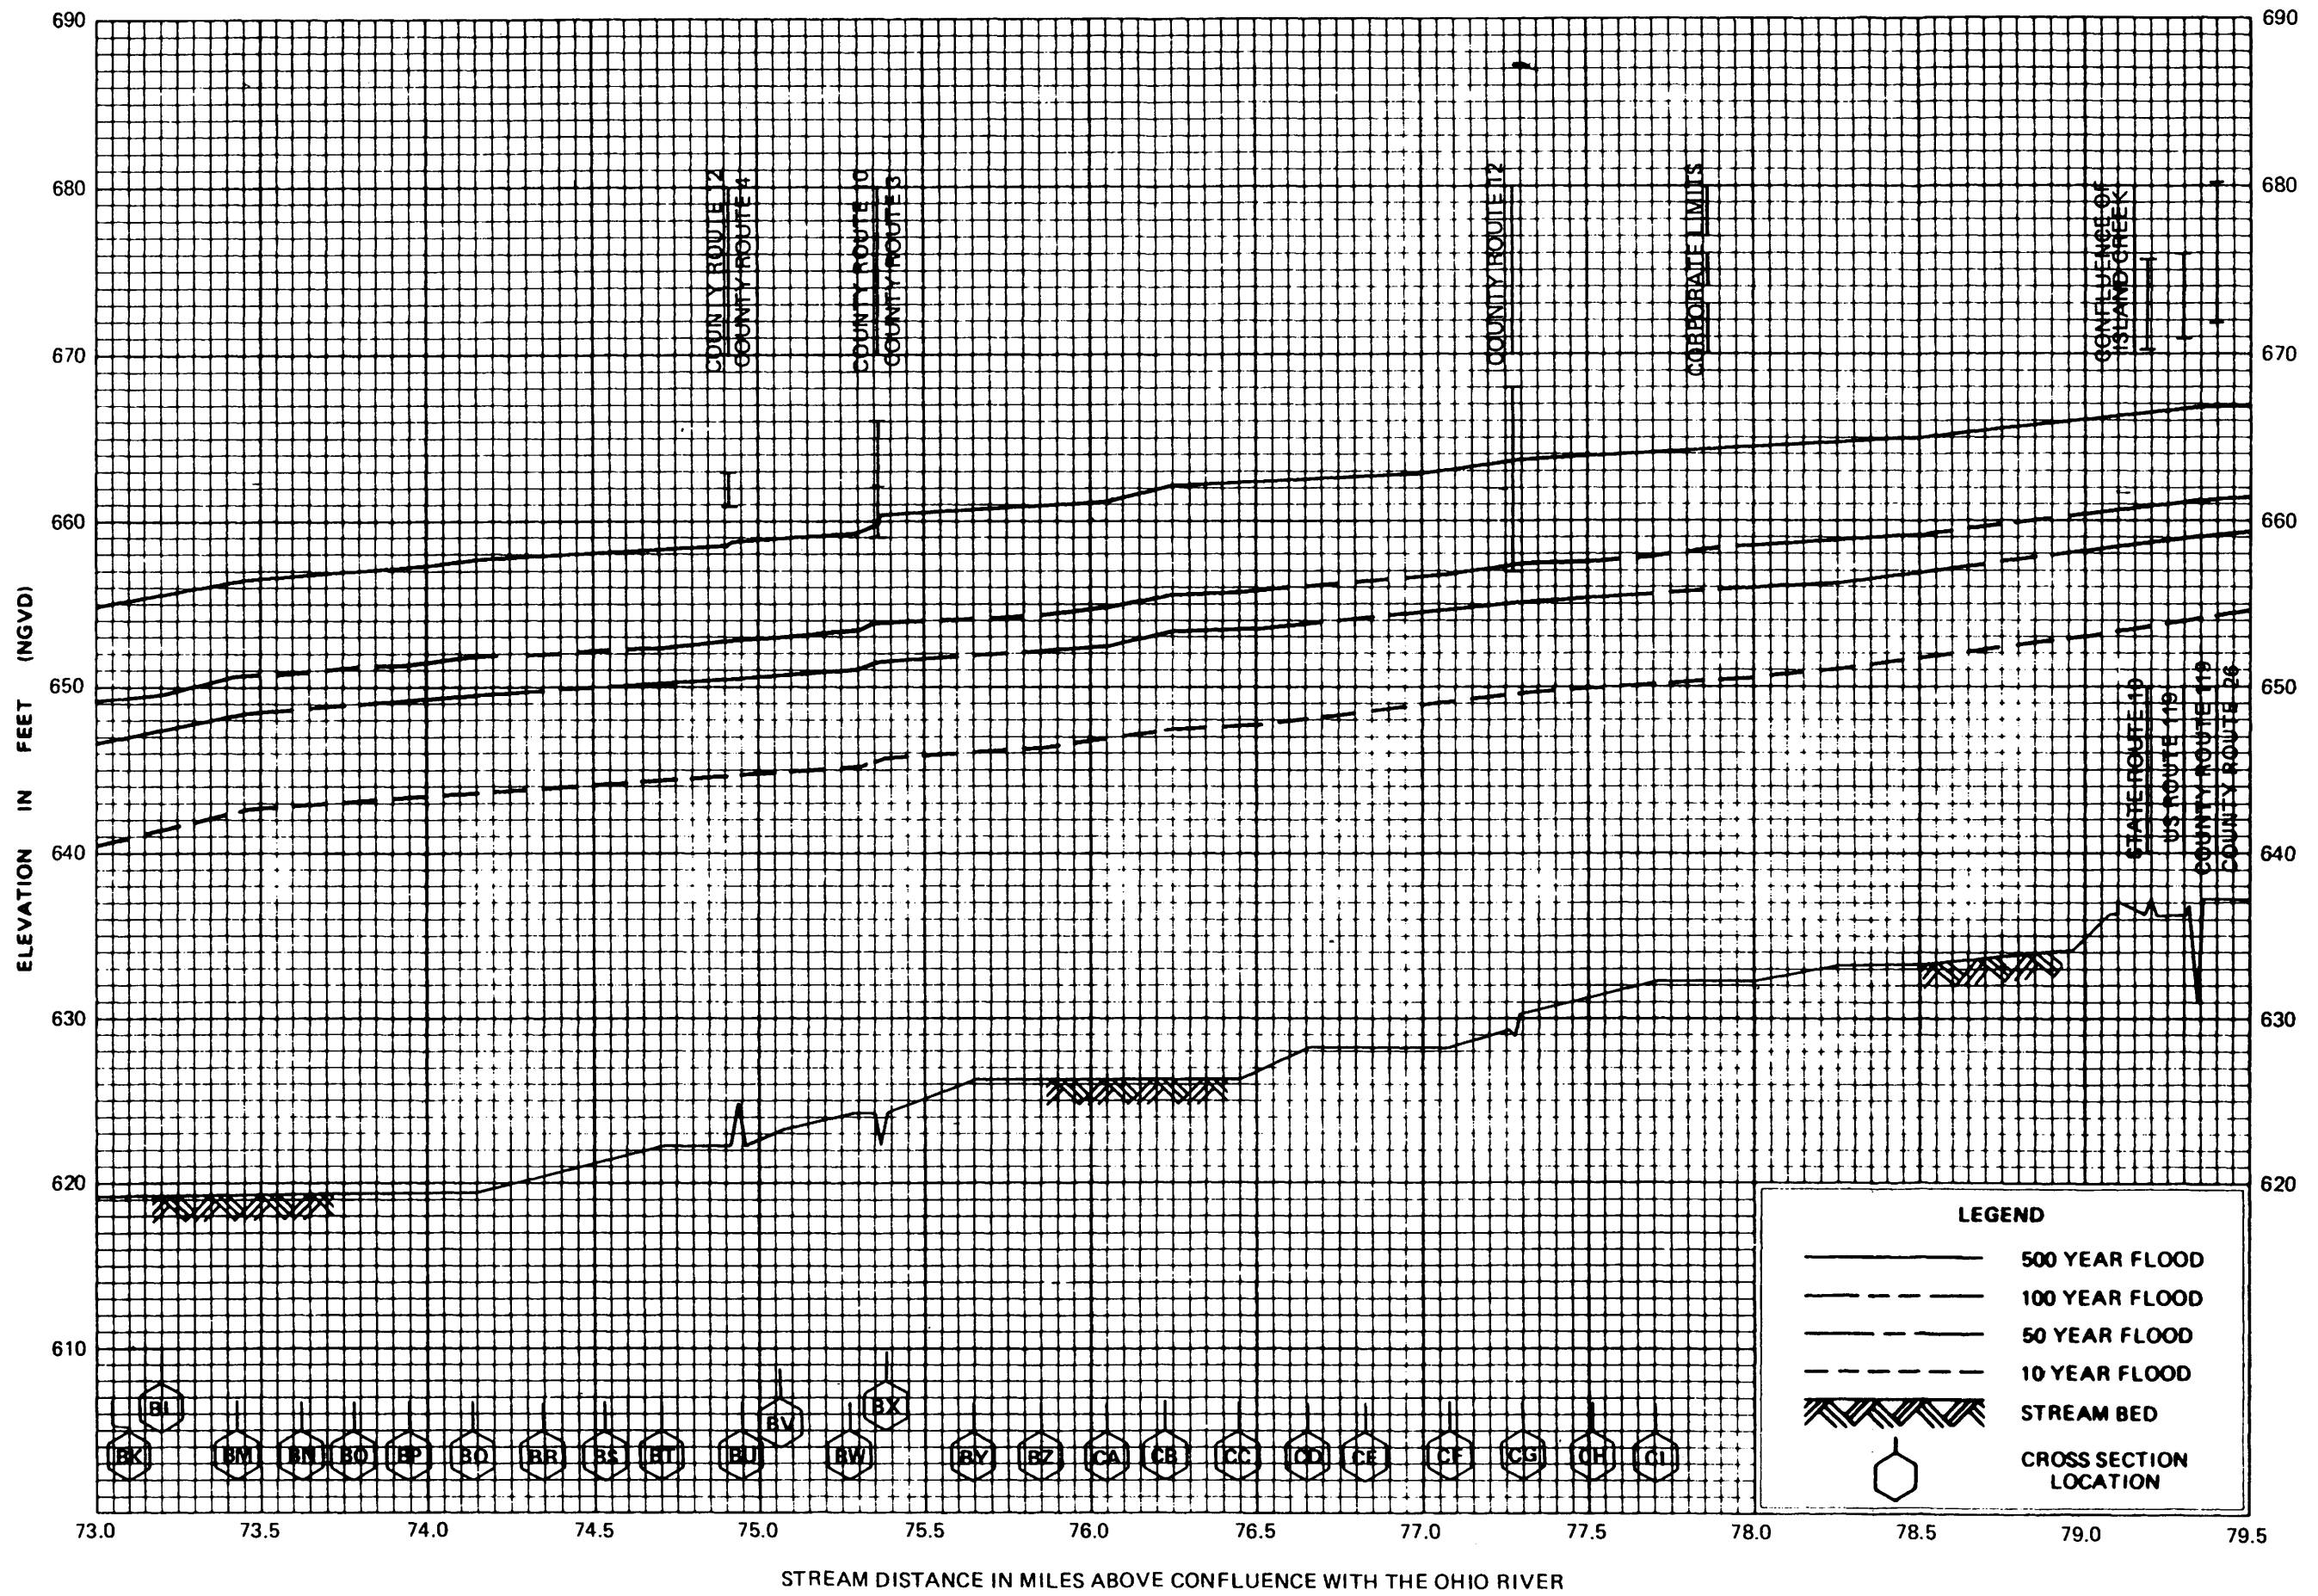 690
690
680
680
670
670
660
660
650
650
640
640
630
630
620
620
610
ELEVATION IN FEET (NGVD)
COUNTY ROUTE 12
COUNTY ROUTE 4
COUNTY ROUTE 10
COUNTY ROUTE 3
COUNTY ROUTE 12
CORPORATE LIMITS
CONFLUENCE OF
ISLAND CREEK
STATE ROUTE 10
US ROUTE 119
COUNTY ROUTE 119
COUNTY ROUTE 26
LEGEND
500 YEAR FLOOD
100 YEAR FLOOD
50 YEAR FLOOD
10 YEAR FLOOD
STREAM BED
CROSS SECTION
LOCATION
BK BL BM BN BO BP BQ BR BS BT BU BV BW BX BY BZ CA CB CC CD CE CF CG CH CI
73.0 73.5 74.0 74.5 75.0 75.5 76.0 76.5 77.0 77.5 78.0 78.5 79.0 79.5
STREAM DISTANCE IN MILES ABOVE CONFLUENCE WITH THE OHIO RIVER